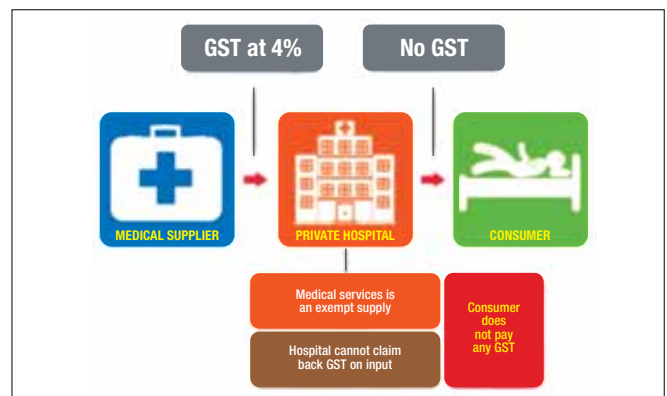 GST at 4%
No GST
MEDICAL SUPPLIER
PRIVATE HOSPITAL
CONSUMER
Medical services is
an exempt supply
Hospital cannot claim
back GST on input
Consumer
does
not pay
any GST